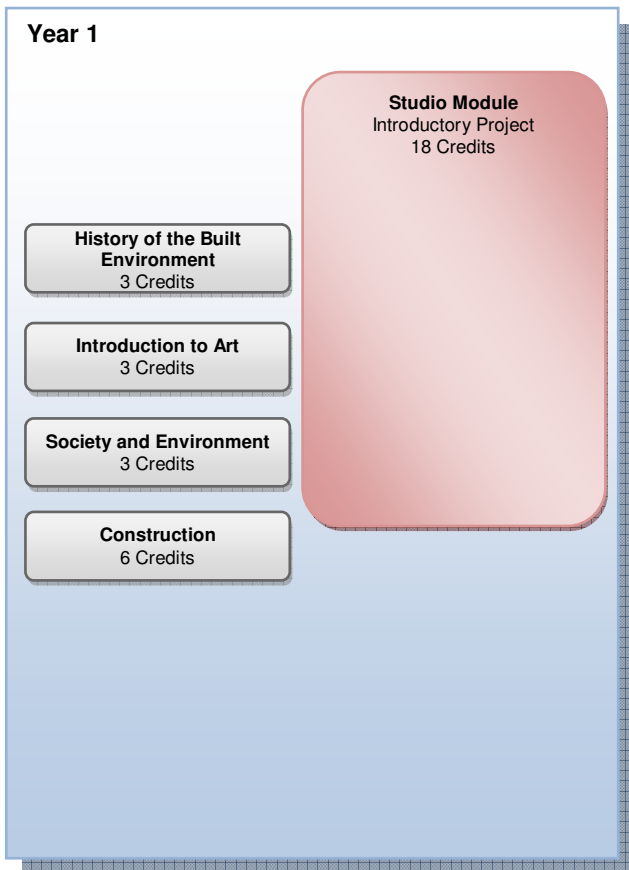 Year 1
Studio Module
Introductory Project
18 Credits
History of the Built
Environment
3 Credits
Introduction to Art
3 Credits
Society and Environment
3 Credits
Construction
6 Credits